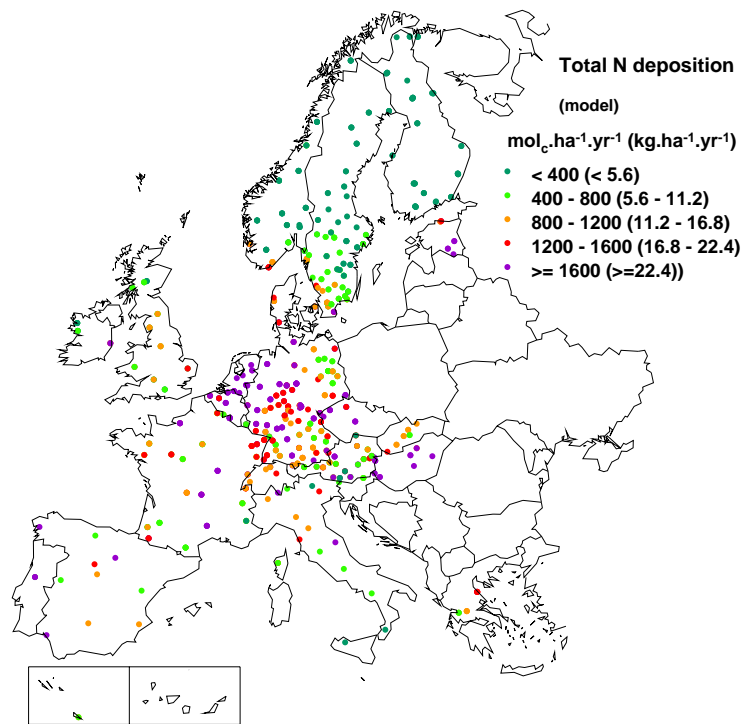 Total N deposition
(model)
mol_c.ha⁻¹.yr⁻¹ (kg.ha⁻¹.yr⁻¹)
< 400 (< 5.6)
400 - 800 (5.6 - 11.2)
800 - 1200 (11.2 - 16.8)
1200 - 1600 (16.8 - 22.4)
>= 1600 (>=22.4))